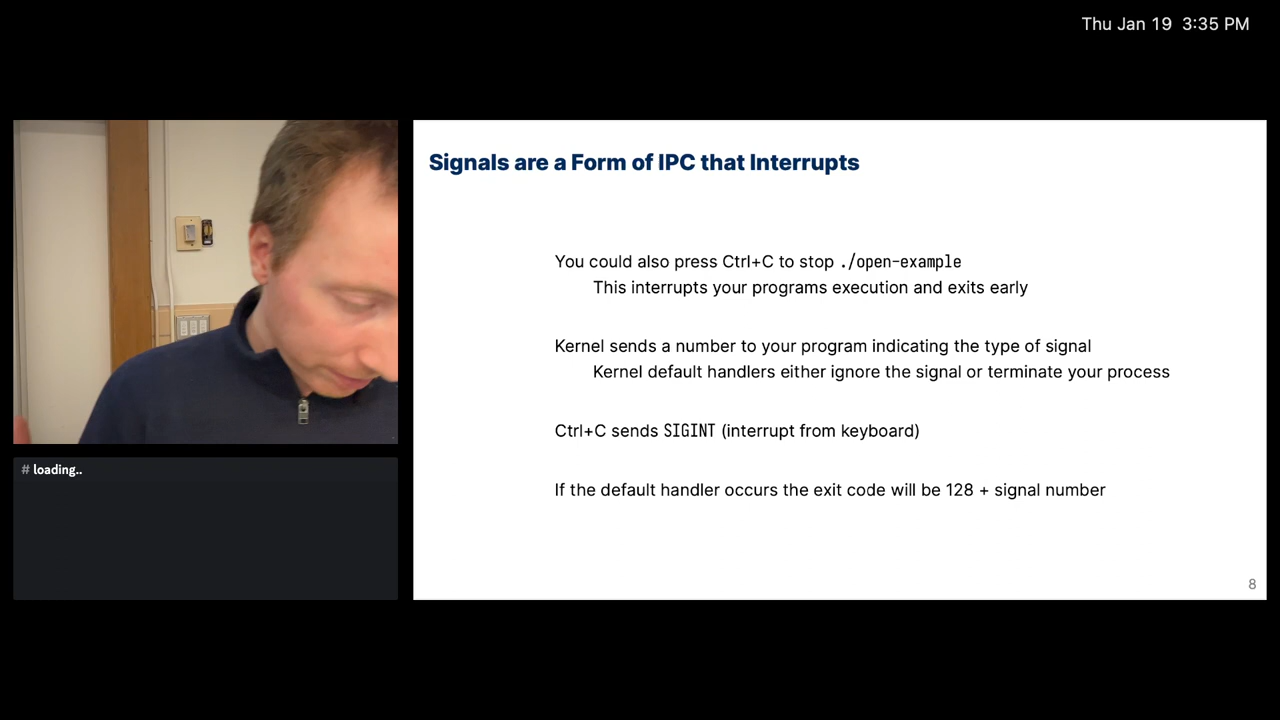 Thu Jan 19 3:35 PM
Signals are a Form of IPC that Interrupts
You could also press Ctrl+C to stop ./open-example
This interrupts your programs execution and exits early
Kernel sends a number to your program indicating the type of signal
Kernel default handlers either ignore the signal or terminate your process
Ctrl+C sends SIGINT (interrupt from keyboard)
If the default handler occurs the exit code will be 128 + signal number
8
# loading..